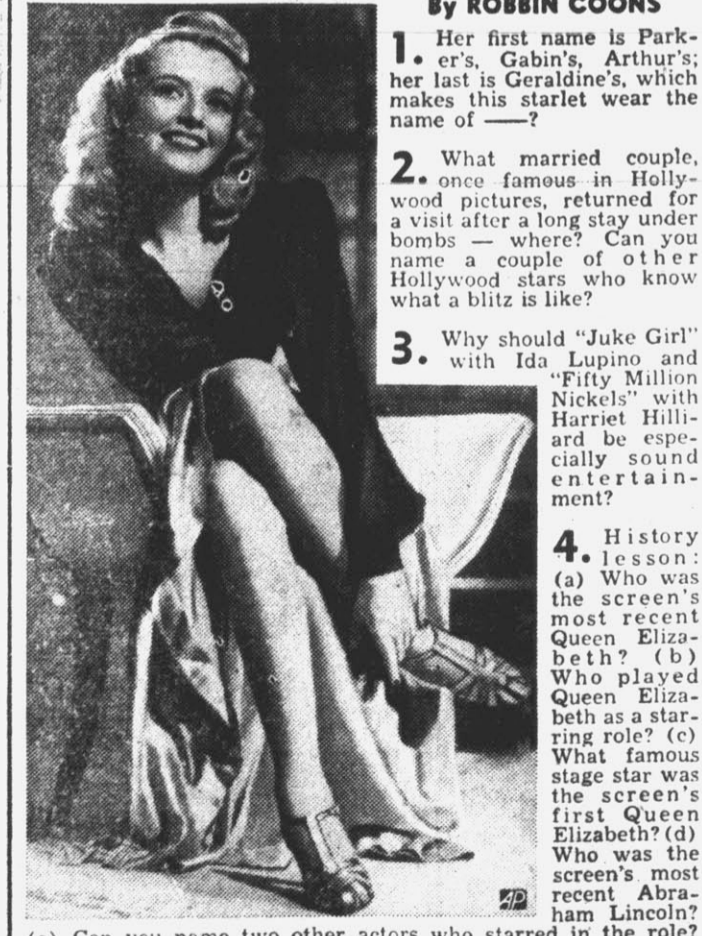 By ROBBIN COONS
1. Her first name is Park-
er's, Gabin's, Arthur's;
her last is Geraldine's, which
makes this starlet wear the
name of —?
2. What married couple,
once famous in Holly-
wood pictures, returned for
a visit after a long stay under
bombs — where? Can you
name a couple of other
Hollywood stars who know
what a blitz is like?
3. Why should "Juke Girl"
with Ida Lupino and
"Fifty Million
Nickels" with
Harriet Hilli-
ard be espe-
cially sound
entertain-
ment?
4. History
lesson:
(a) Who was
the screen's
most recent
Queen Eliza-
beth? (b)
Who played
Queen Eliza-
beth as a star-
ring role? (c)
What famous
stage star was
the screen's
first Queen
Elizabeth? (d)
Who was the
screen's most
recent Abra-
ham Lincoln?
(e) Can you name two other actors who starred in the role?
AP